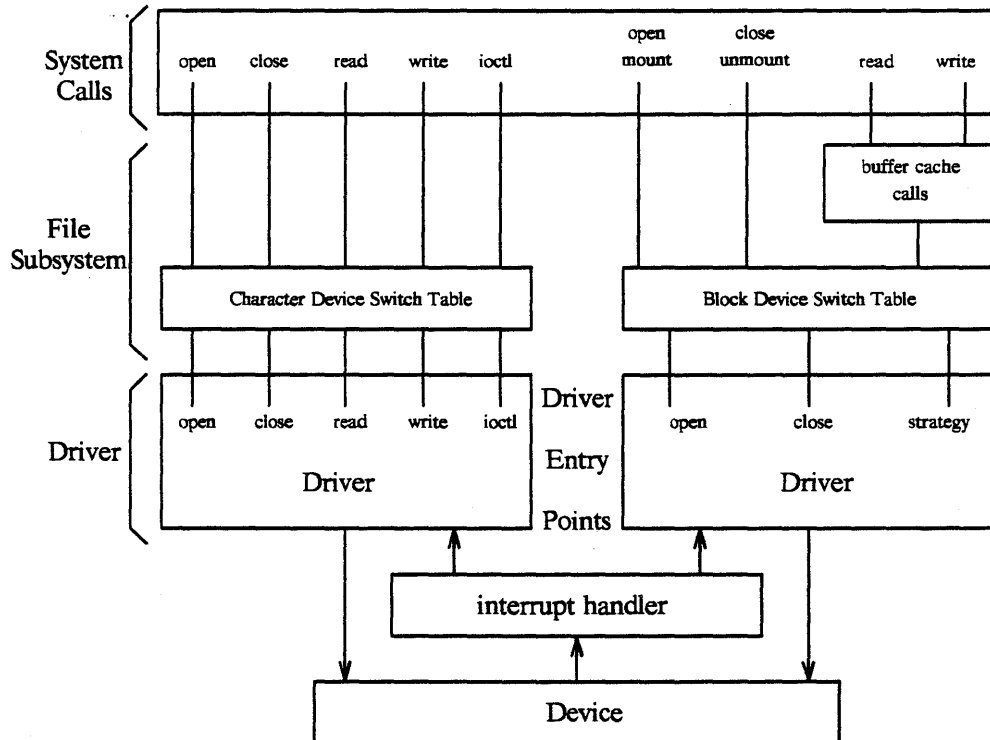 System
Calls
open close read write ioctl
open
mount
close
unmount
read write
buffer cache
calls
File
Subsystem
Character Device Switch Table
Block Device Switch Table
Driver
open close read write ioctl
Driver
Driver
Entry
Points
open close strategy
Driver
interrupt handler
Device